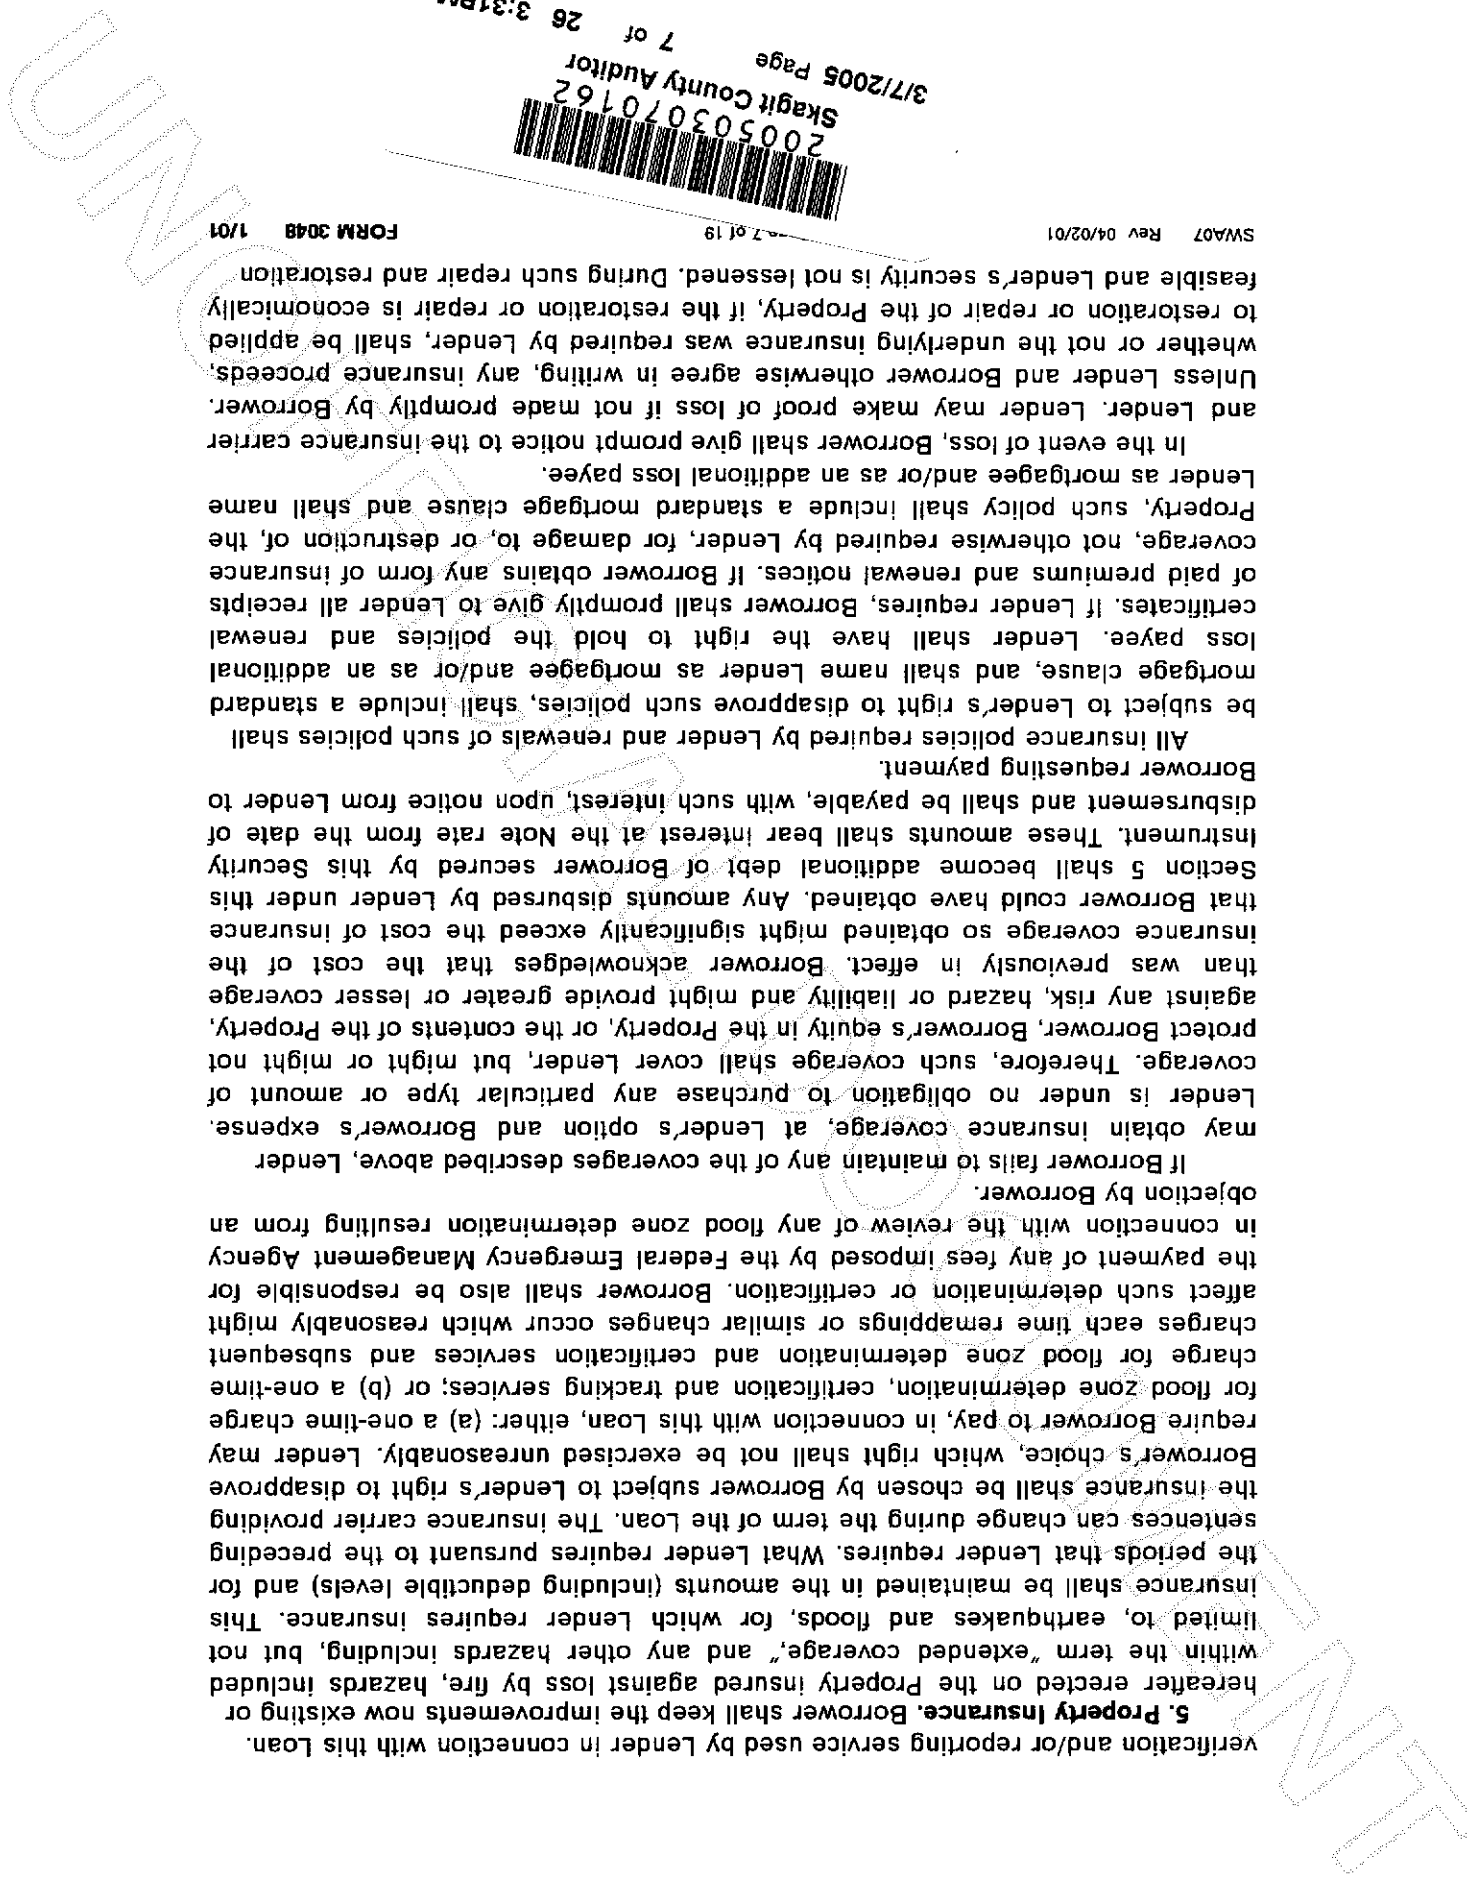 verification and/or reporting service used by Lender in connection with this Loan.
5. Property Insurance. Borrower shall keep the improvements now existing or
hereafter erected on the Property insured against loss by fire, hazards included
within the term "extended coverage," and any other hazards including, but not
limited to, earthquakes and floods, for which Lender requires insurance. This
insurance shall be maintained in the amounts (including deductible levels) and for
the periods that Lender requires. What Lender requires pursuant to the preceding
sentences can change during the term of the Loan. The insurance carrier providing
the insurance shall be chosen by Borrower subject to Lender's right to disapprove
Borrower's choice, which right shall not be exercised unreasonably. Lender may
require Borrower to pay, in connection with this Loan, either: (a) a one-time charge
for flood zone determination, certification and tracking services; or (b) a one-time
charge for flood zone determination and certification services and subsequent
charges each time remappings or similar changes occur which reasonably might
affect such determination or certification. Borrower shall also be responsible for
the payment of any fees imposed by the Federal Emergency Management Agency
in connection with the review of any flood zone determination resulting from an
objection by Borrower.
If Borrower fails to maintain any of the coverages described above, Lender
may obtain insurance coverage, at Lender's option and Borrower's expense.
Lender is under no obligation to purchase any particular type or amount of
coverage. Therefore, such coverage shall cover Lender, but might or might not
protect Borrower, Borrower's equity in the Property, or the contents of the Property,
against any risk, hazard or liability and might provide greater or lesser coverage
than was previously in effect. Borrower acknowledges that the cost of the
insurance coverage so obtained might significantly exceed the cost of insurance
that Borrower could have obtained. Any amounts disbursed by Lender under this
Section 5 shall become additional debt of Borrower secured by this Security
Instrument. These amounts shall bear interest at the Note rate from the date of
disbursement and shall be payable, with such interest, upon notice from Lender to
Borrower requesting payment.
All insurance policies required by Lender and renewals of such policies shall
be subject to Lender's right to disapprove such policies, shall include a standard
mortgage clause, and shall name Lender as mortgagee and/or as an additional
loss payee. Lender shall have the right to hold the policies and renewal
certificates. If Lender requires, Borrower shall promptly give to Lender all receipts
of paid premiums and renewal notices. If Borrower obtains any form of insurance
coverage, not otherwise required by Lender, for damage to, or destruction of, the
Property, such policy shall include a standard mortgage clause and shall name
Lender as mortgagee and/or as an additional loss payee.
In the event of loss, Borrower shall give prompt notice to the insurance carrier
and Lender. Lender may make proof of loss if not made promptly by Borrower.
Unless Lender and Borrower otherwise agree in writing, any insurance proceeds,
whether or not the underlying insurance was required by Lender, shall be applied
to restoration or repair of the Property, if the restoration or repair is economically
feasible and Lender's security is not lessened. During such repair and restoration
SWA07 Rev 04/02/01 7 of 19 FORM 3048 1/01
200503070162
Skagit County Auditor
3/7/2005 Page 7 of 26 3:31PM
UNOFFICIAL DOCUMENT